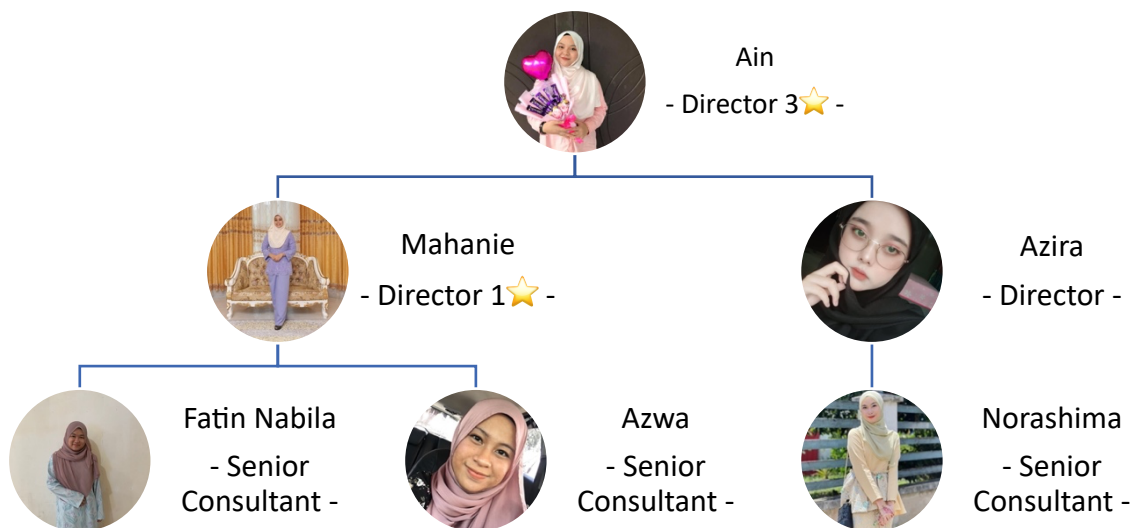 Ain
- Director 3⭐ -
Mahanie
- Director 1⭐ -
Azira
- Director -
Fatin Nabila
- Senior
Consultant -
Azwa
- Senior
Consultant -
Norashima
- Senior
Consultant -